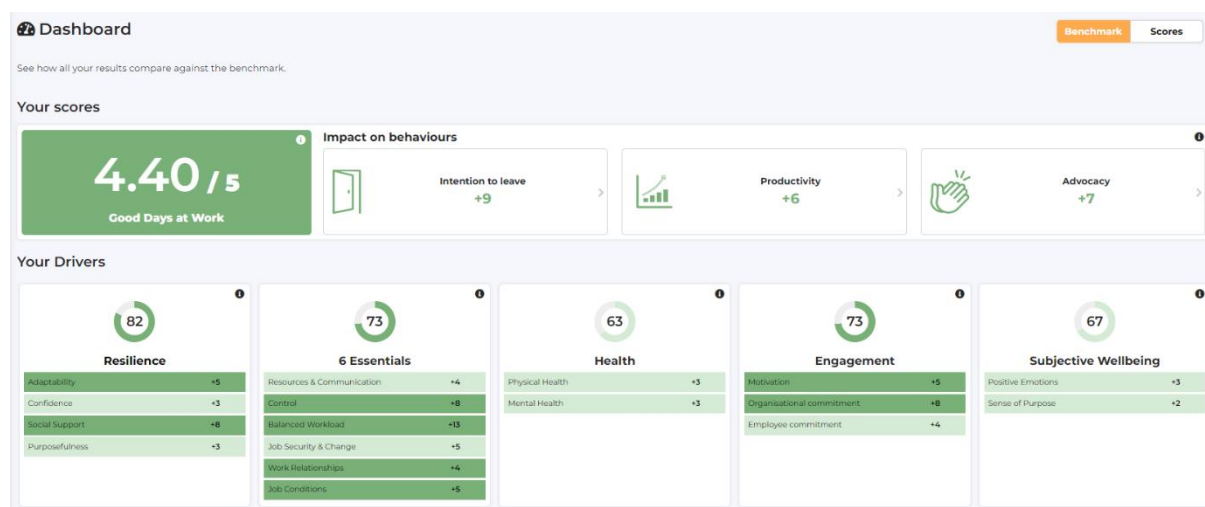 Dashboard
Benchmark Scores
See how all your results compare against the benchmark.
Your scores
4.40 / 5
Good Days at Work
Impact on behaviours
Intention to leave
+9
Productivity
+6
Advocacy
+7
Your Drivers
82
Resilience
Adaptability +5
Confidence +3
Social Support +8
Purposefulness +3
73
6 Essentials
Resources & Communication +4
Control +8
Balanced Workload +13
Job Security & Change +5
Work Relationships +4
Job Conditions +5
63
Health
Physical Health +3
Mental Health +3
73
Engagement
Motivation +5
Organisational commitment +8
Employee commitment +4
67
Subjective Wellbeing
Positive Emotions +3
Sense of Purpose +2